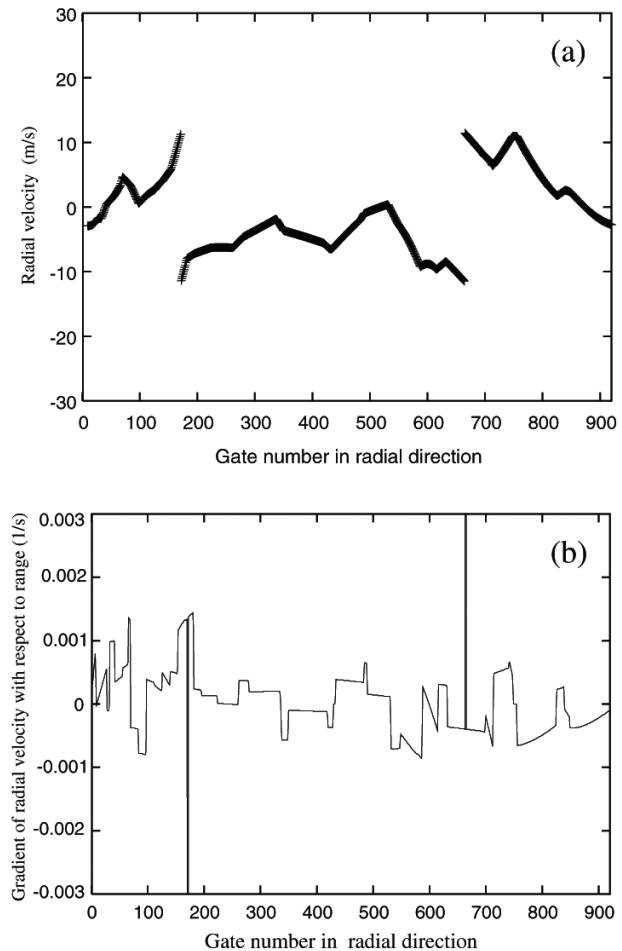 30
(a)
20
10
0
-10
-20
-30
Radial velocity (m/s)
0 100 200 300 400 500 600 700 800 900
Gate number in radial direction
0.003
(b)
0.002
0.001
0
-0.001
-0.002
-0.003
Gradient of radial velocity with respect to range (1/s)
0 100 200 300 400 500 600 700 800 900
Gate number in radial direction